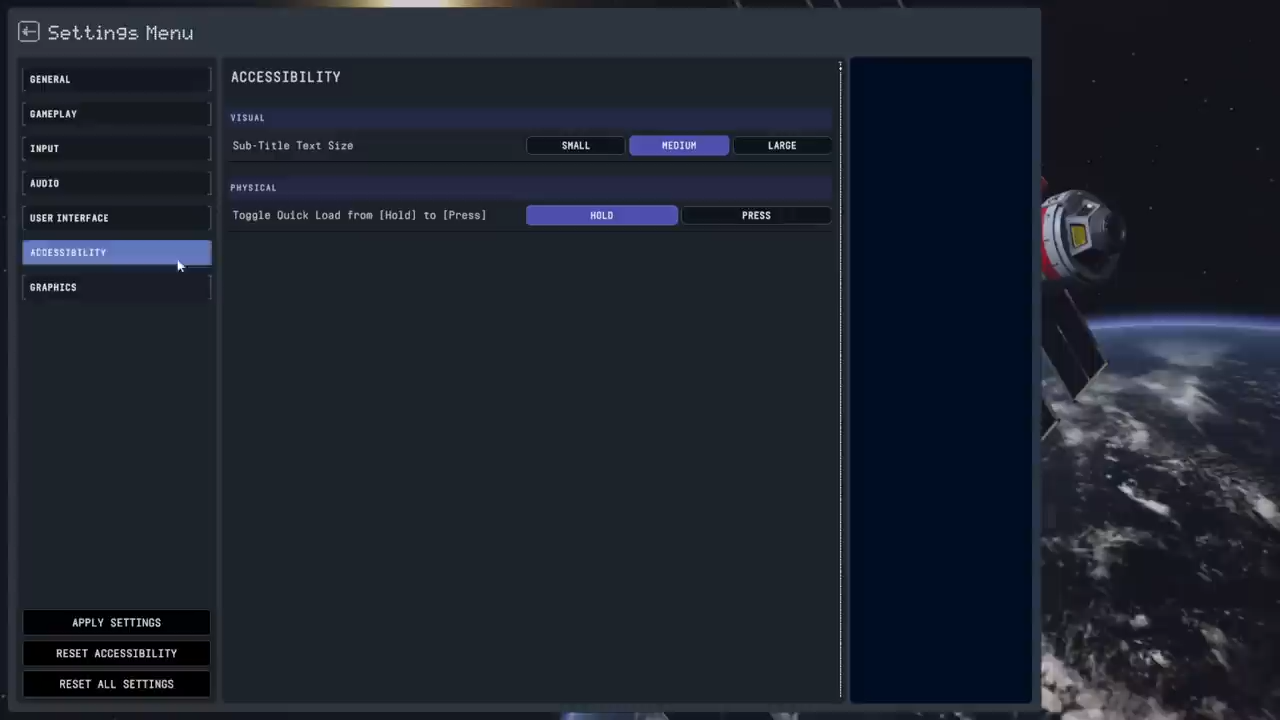 Settings Menu
GENERAL
GAMEPLAY
INPUT
AUDIO
USER INTERFACE
ACCESSIBILITY
GRAPHICS
APPLY SETTINGS
RESET ACCESSIBILITY
RESET ALL SETTINGS
ACCESSIBILITY
VISUAL
Sub-Title Text Size SMALL MEDIUM LARGE
PHYSICAL
Toggle Quick Load from [Hold] to [Press] HOLD PRESS